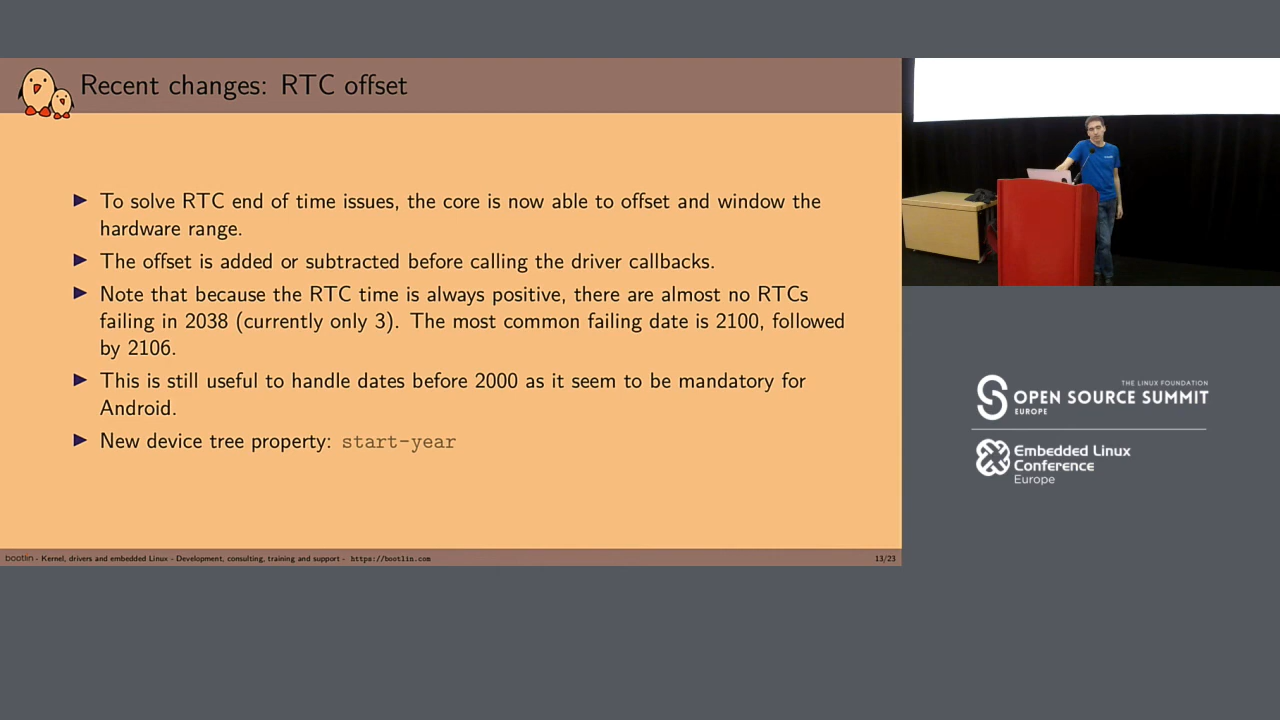 Recent changes: RTC offset
To solve RTC end of time issues, the core is now able to offset and window the
hardware range.
The offset is added or subtracted before calling the driver callbacks.
Note that because the RTC time is always positive, there are almost no RTCs
failing in 2038 (currently only 3). The most common failing date is 2100, followed
by 2106.
This is still useful to handle dates before 2000 as it seem to be mandatory for
Android.
New device tree property: start-year
bootlin - Kernel, drivers and embedded Linux - Development, consulting, training and support - https://bootlin.com
13/23
THE LINUX FOUNDATION
OPEN SOURCE SUMMIT
EUROPE
Embedded Linux
Conference
Europe